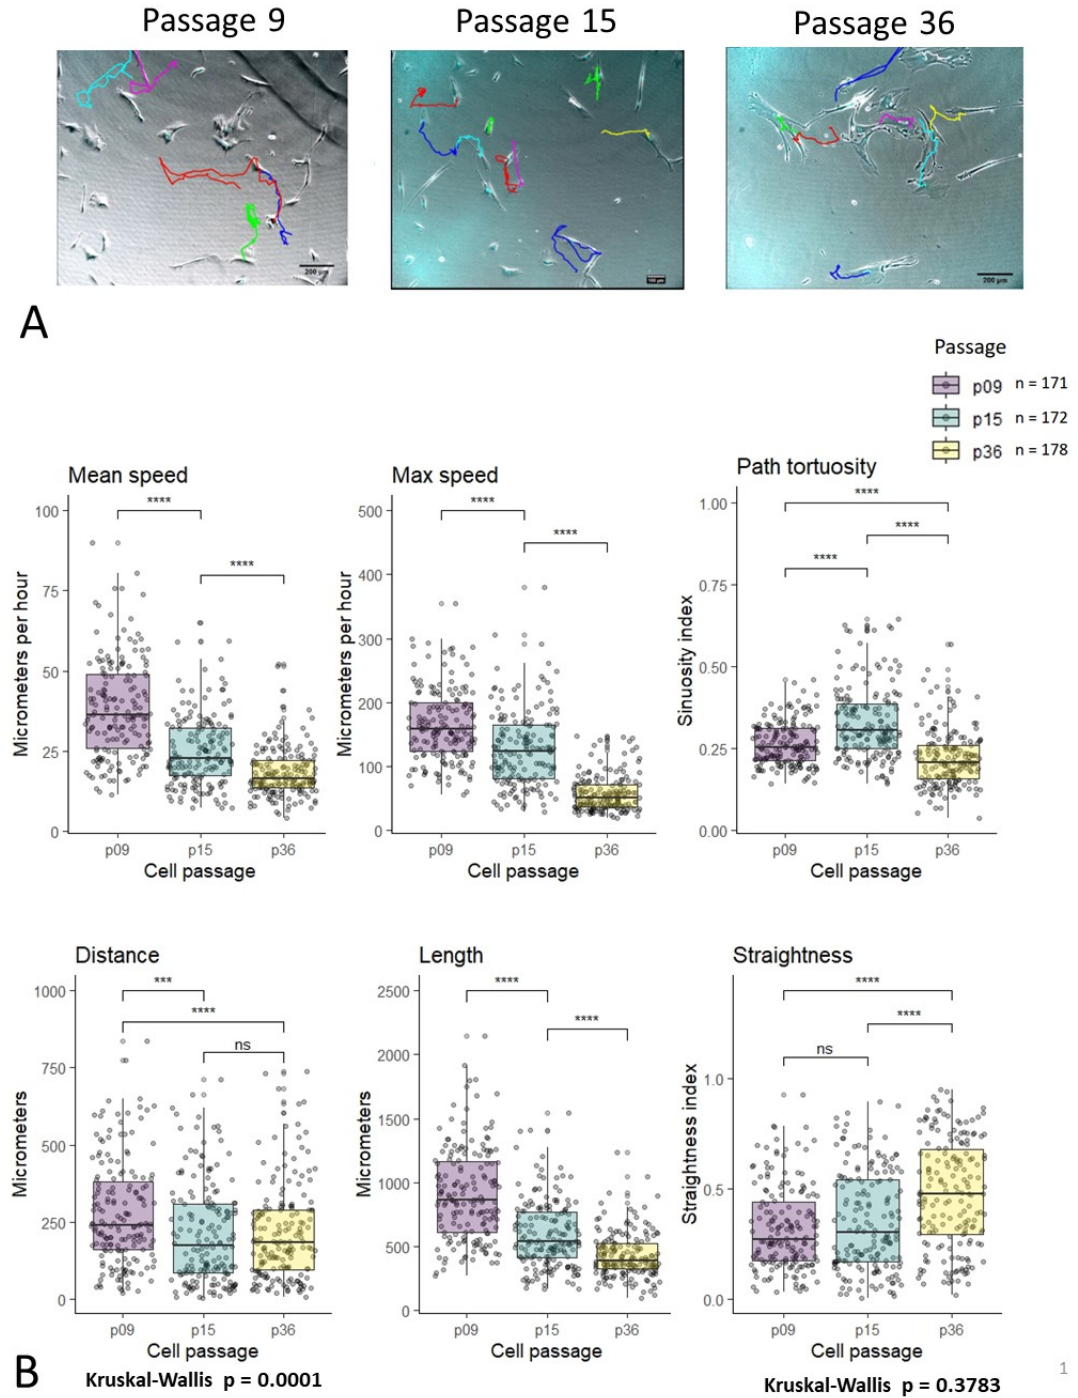 Passage 9
Passage 15
Passage 36
200 µm
200 µm
A
Passage
p09 n = 171
p15 n = 172
p36 n = 178
Mean speed
Micrometers per hour
100
75
50
25
0
****
****
p09 p15 p36
Cell passage
Max speed
Micrometers per hour
500
400
300
200
100
0
****
****
p09 p15 p36
Cell passage
Path tortuosity
Sinuosity index
1.00
0.75
0.50
0.25
0.00
****
****
****
p09 p15 p36
Cell passage
Distance
Micrometers
1000
750
500
250
0
***
****
ns
p09 p15 p36
Cell passage
Length
Micrometers
2500
2000
1500
1000
500
0
****
****
p09 p15 p36
Cell passage
Straightness
Straightness index
1.0
0.5
0.0
****
****
ns
p09 p15 p36
Cell passage
B
Kruskal-Wallis p = 0.0001
Kruskal-Wallis p = 0.3783
1